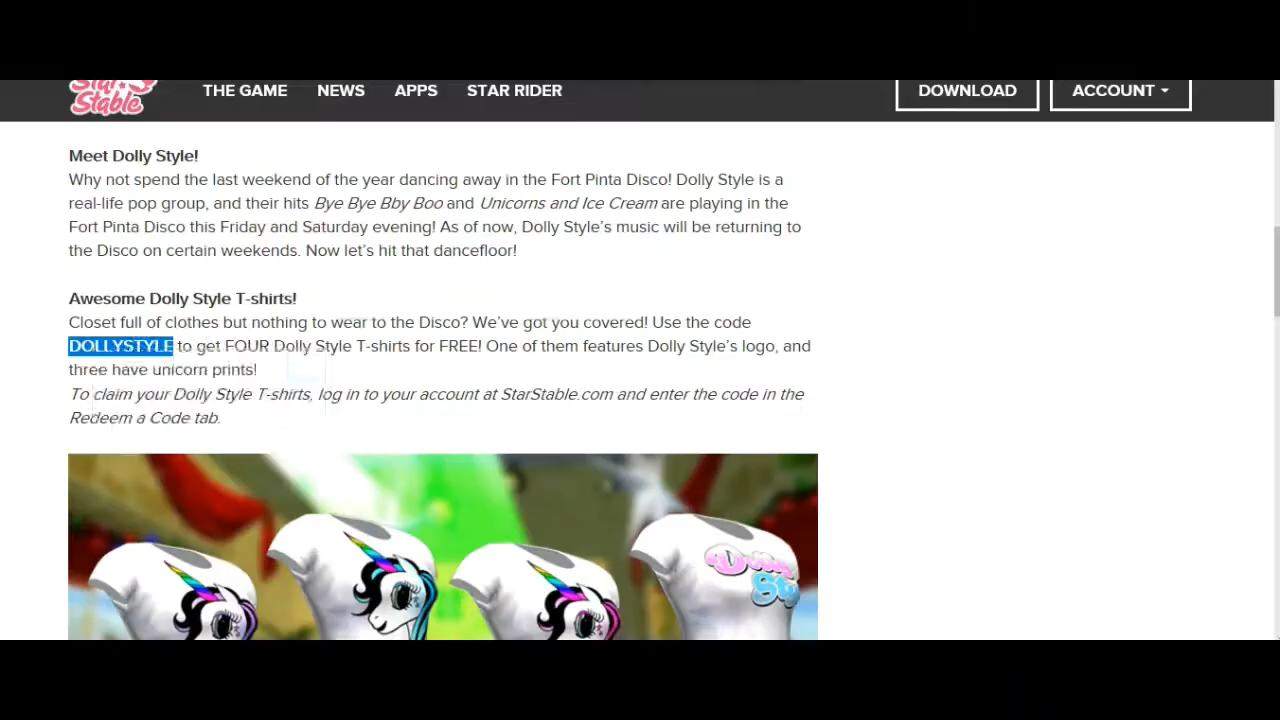 Star Stable
THE GAME NEWS APPS STAR RIDER DOWNLOAD ACCOUNT
Meet Dolly Style!
Why not spend the last weekend of the year dancing away in the Fort Pinta Disco! Dolly Style is a
real-life pop group, and their hits Bye Bye Bby Boo and Unicorns and Ice Cream are playing in the
Fort Pinta Disco this Friday and Saturday evening! As of now, Dolly Style’s music will be returning to
the Disco on certain weekends. Now let’s hit that dancefloor!
Awesome Dolly Style T-shirts!
Closet full of clothes but nothing to wear to the Disco? We’ve got you covered! Use the code
DOLLYSTYLE to get FOUR Dolly Style T-shirts for FREE! One of them features Dolly Style’s logo, and
three have unicorn prints!
To claim your Dolly Style T-shirts, log in to your account at StarStable.com and enter the code in the
Redeem a Code tab.
Dolly
Style